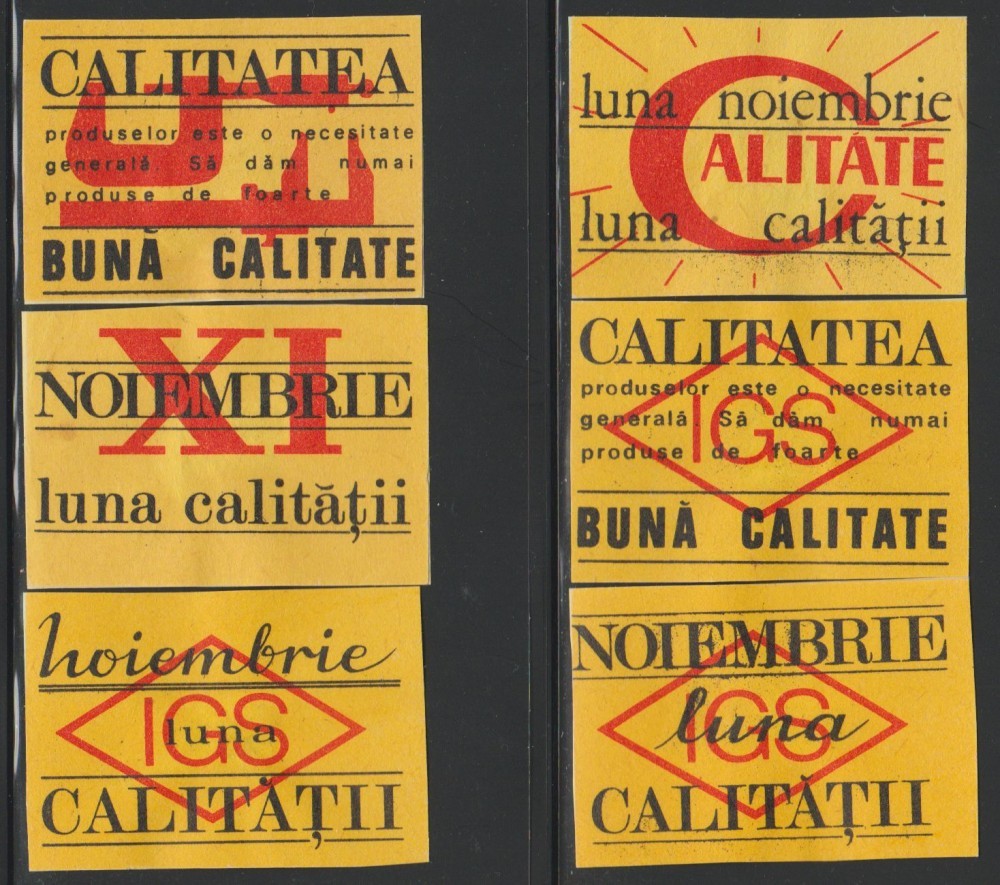 CALITATEA
produselor este o necesitate
generală. Să dăm numai
produse de foarte
BUNĂ CALITATE
XI
NOIEMBRIE
luna calității
noiembrie
IGS
luna
CALITĂȚII
luna noiembrie
CALITATE
luna calității
CALITATEA
produselor este o necesitate
generală. Să dăm numai
produse de foarte
IGS
BUNĂ CALITATE
NOIEMBRIE
luna
IGS
CALITĂȚII